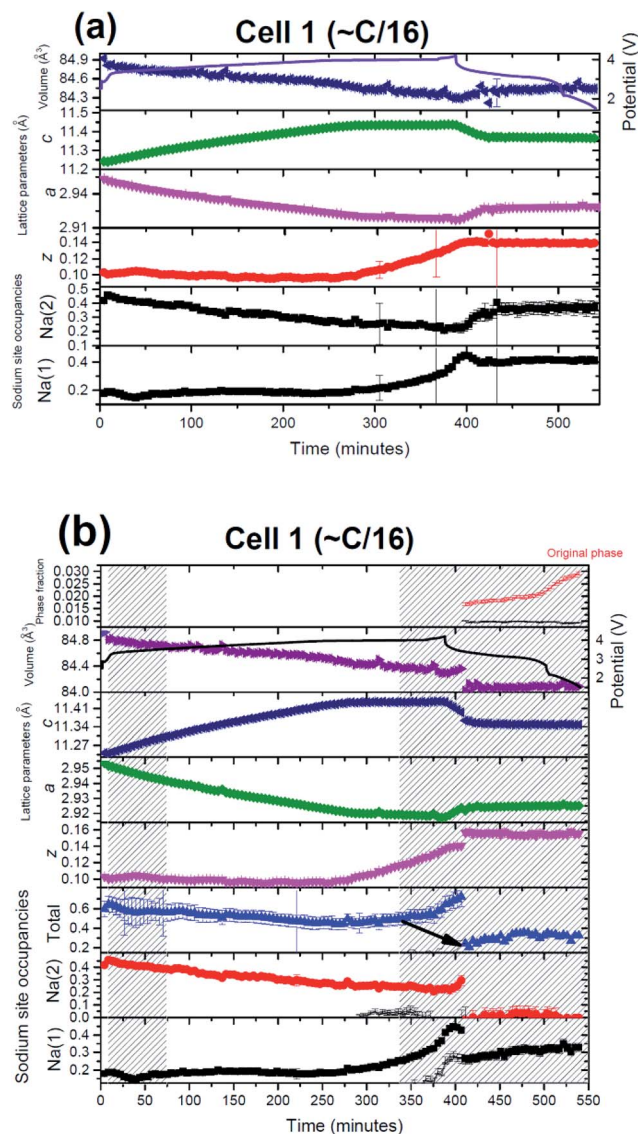 (a)
Cell 1 (~C/16)
Volume (Å³)
84.9
84.6
84.3
4
2
Potential (V)
Lattice parameters (Å)
c
11.5
11.4
11.3
11.2
a
2.94
2.91
z
0.14
0.10
Sodium site occupancies
Na(2)
0.5
0.4
0.3
0.2
0.1
Na(1)
0.4
0.2
0 100 200 300 400 500
Time (minutes)
(b)
Cell 1 (~C/16)
Original phase
Phase fraction
0.030
0.025
0.020
0.015
0.010
Volume (Å³)
84.8
84.4
84.0
4
3
2
Potential (V)
Lattice parameters (Å)
c
11.41
11.34
11.27
a
2.95
2.94
2.93
2.92
z
0.16
0.13
0.10
Sodium site occupancies
Total
0.6
0.4
0.2
Na(2)
0.4
0.3
0.2
0.1
0.0
Na(1)
0.4
0.3
0.2
0 50 100 150 200 250 300 350 400 450 500 550
Time (minutes)